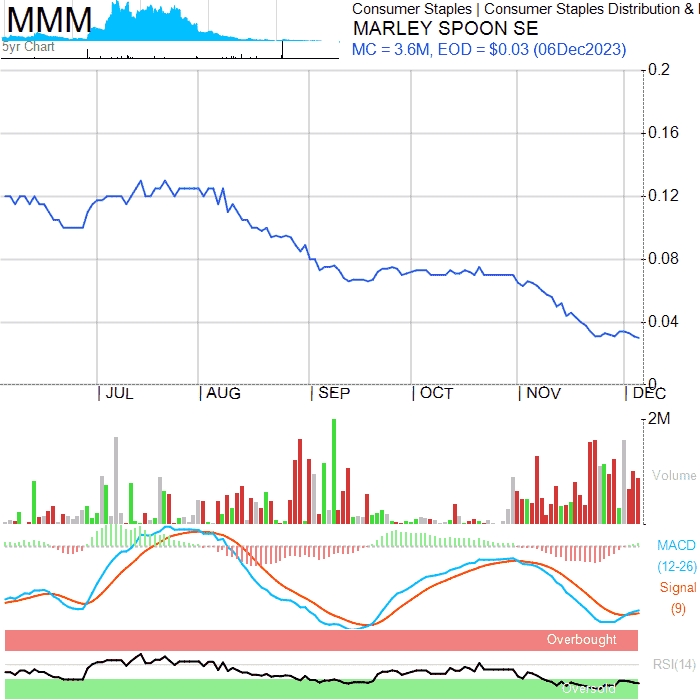 MMM
5yr Chart
Consumer Staples | Consumer Staples Distribution &
MARLEY SPOON SE
MC = 3.6M, EOD = $0.03 (06Dec2023)
0.2
0.16
0.12
0.08
0.04
0
| JUL | AUG | SEP | OCT | NOV | DEC
2M
Volume
MACD
(12-26)
Signal
(9)
Overbought
RSI(14)
Oversold